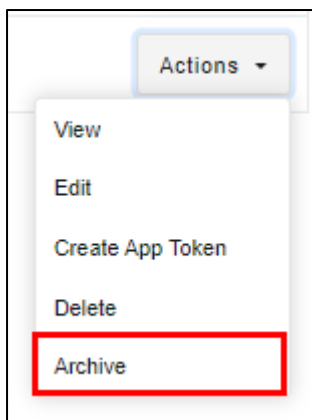 Actions
View
Edit
Create App Token
Delete
Archive